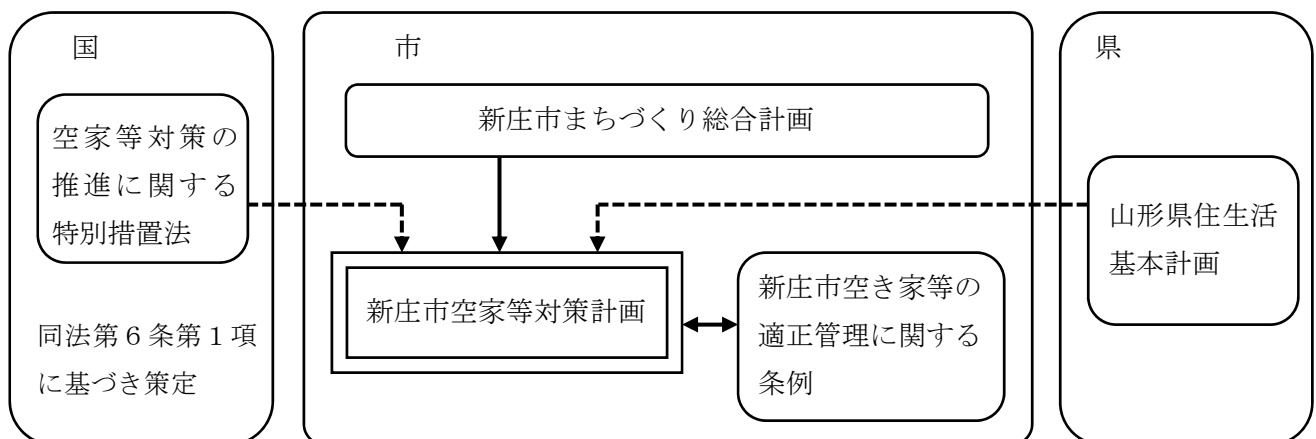 国
空家等対策の
推進に関する
特別措置法
同法第６条第１項
に基づき策定
市
新庄市まちづくり総合計画
新庄市空家等対策計画
新庄市空き家等の
適正管理に関する
条例
県
山形県住生活
基本計画